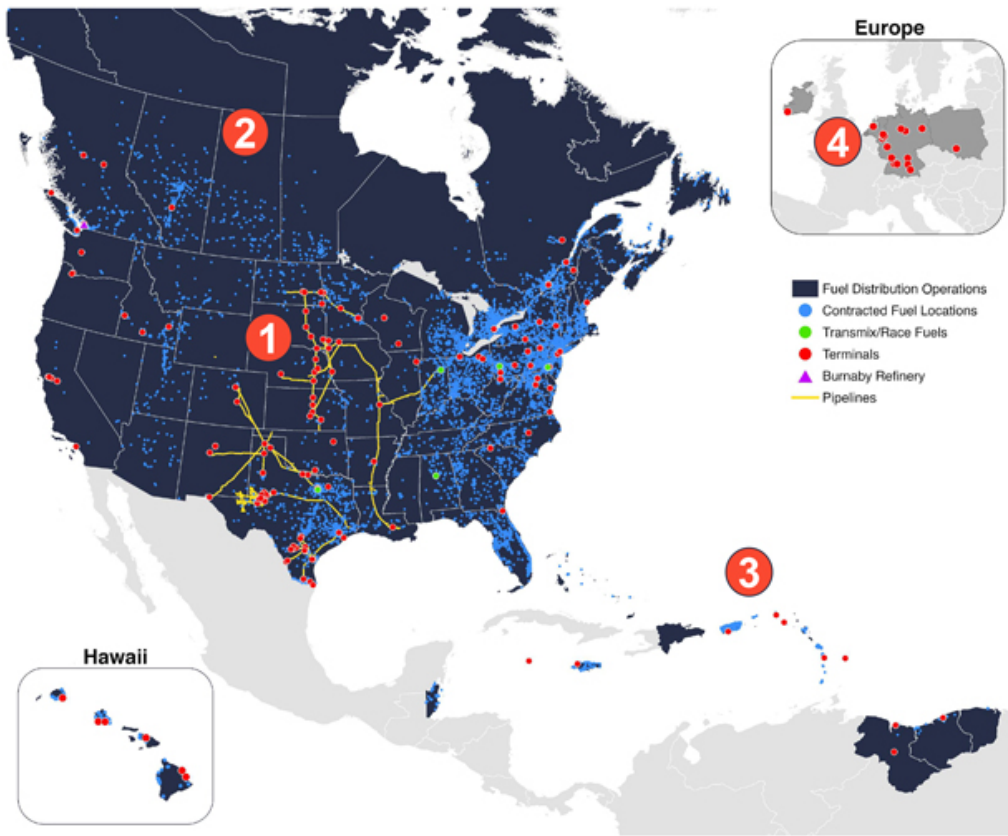 Europe
2
4
1
Fuel Distribution Operations
Contracted Fuel Locations
Transmix/Race Fuels
Terminals
Burnaby Refinery
Pipelines
3
Hawaii